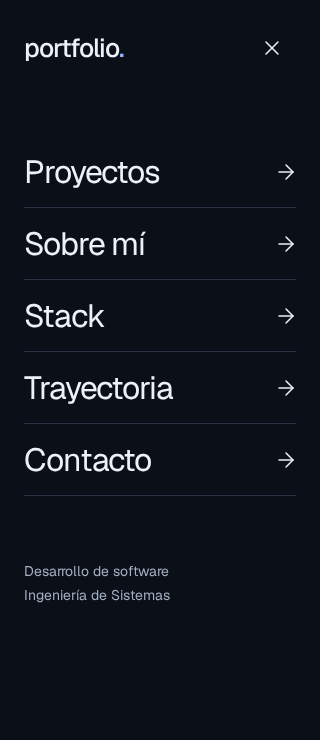 portfolio.
Proyectos
Sobre mí
Stack
Trayectoria
Contacto
Desarrollo de software
Ingeniería de Sistemas